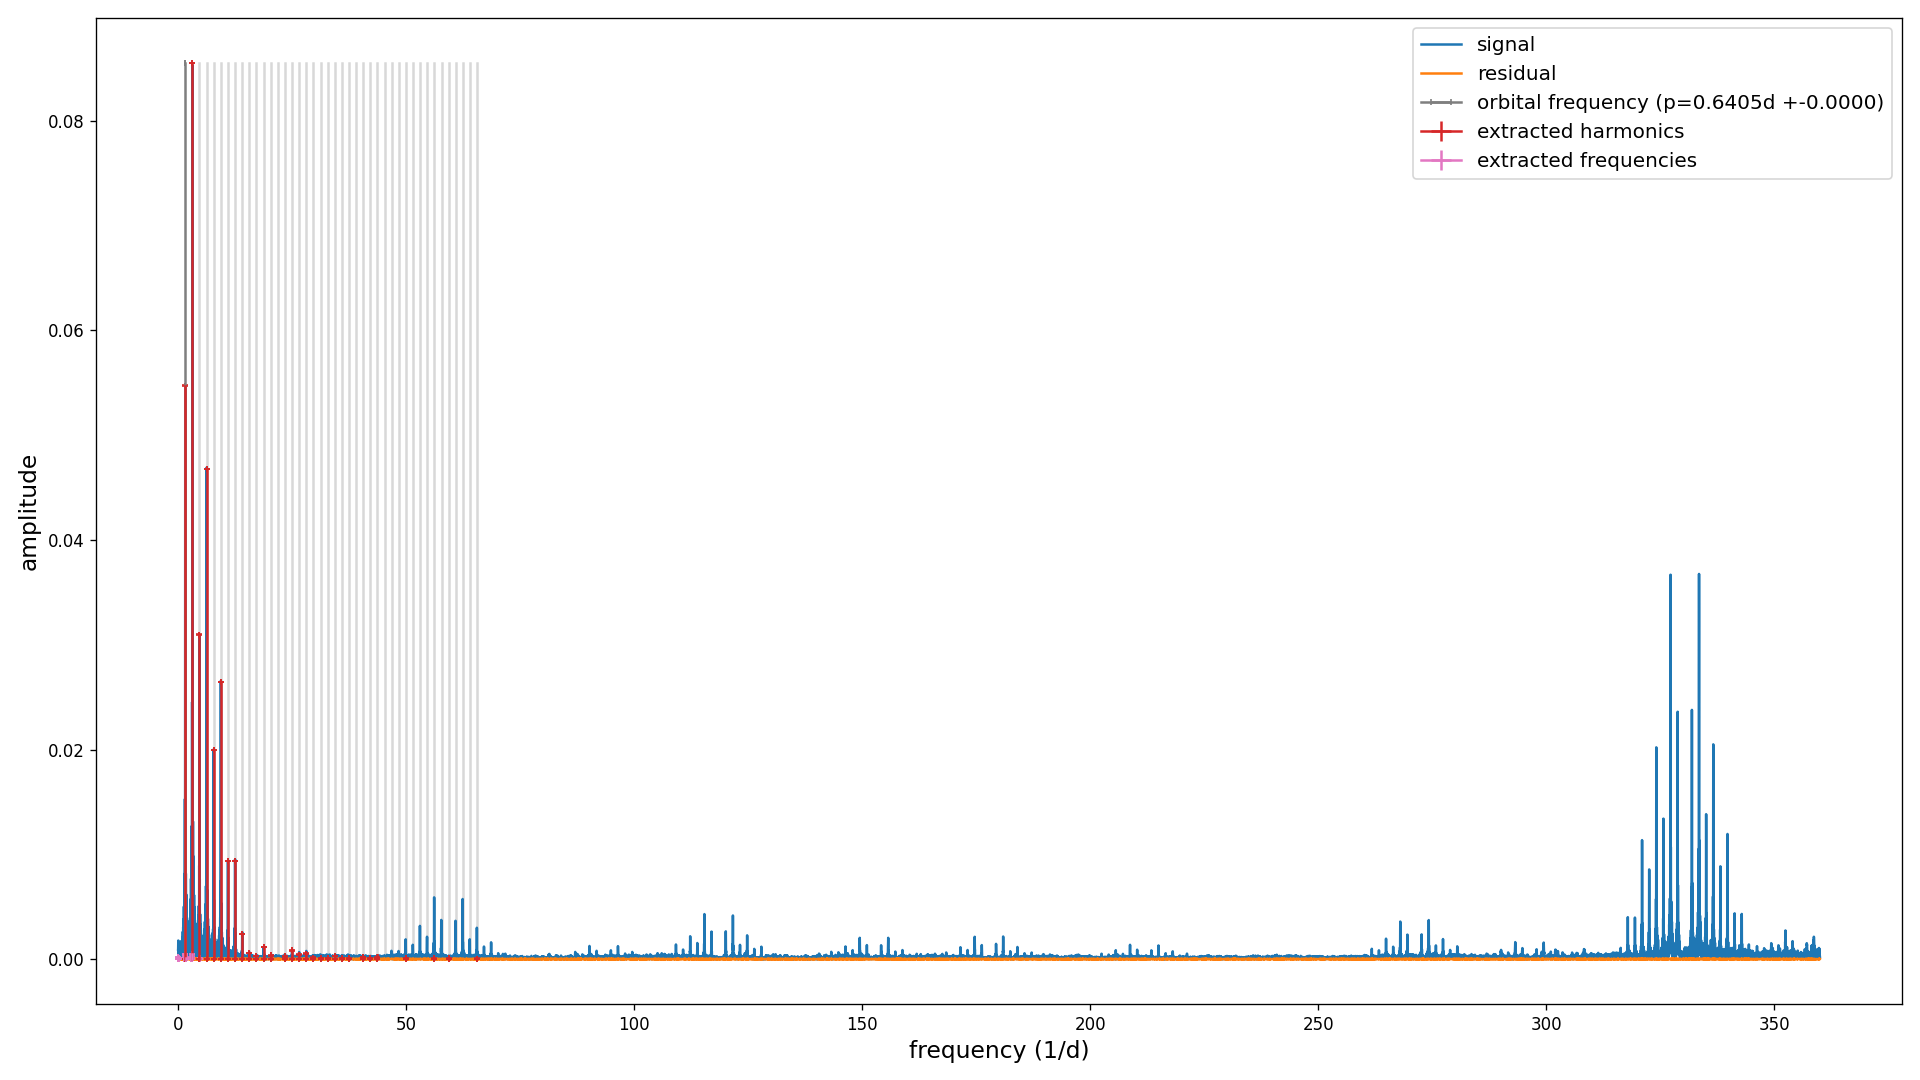 signal
residual
orbital frequency (p=0.6405d +-0.0000)
extracted harmonics
extracted frequencies
0.08
0.06
0.04
0.02
0.00
amplitude
0 50 100 150 200 250 300 350
frequency (1/d)